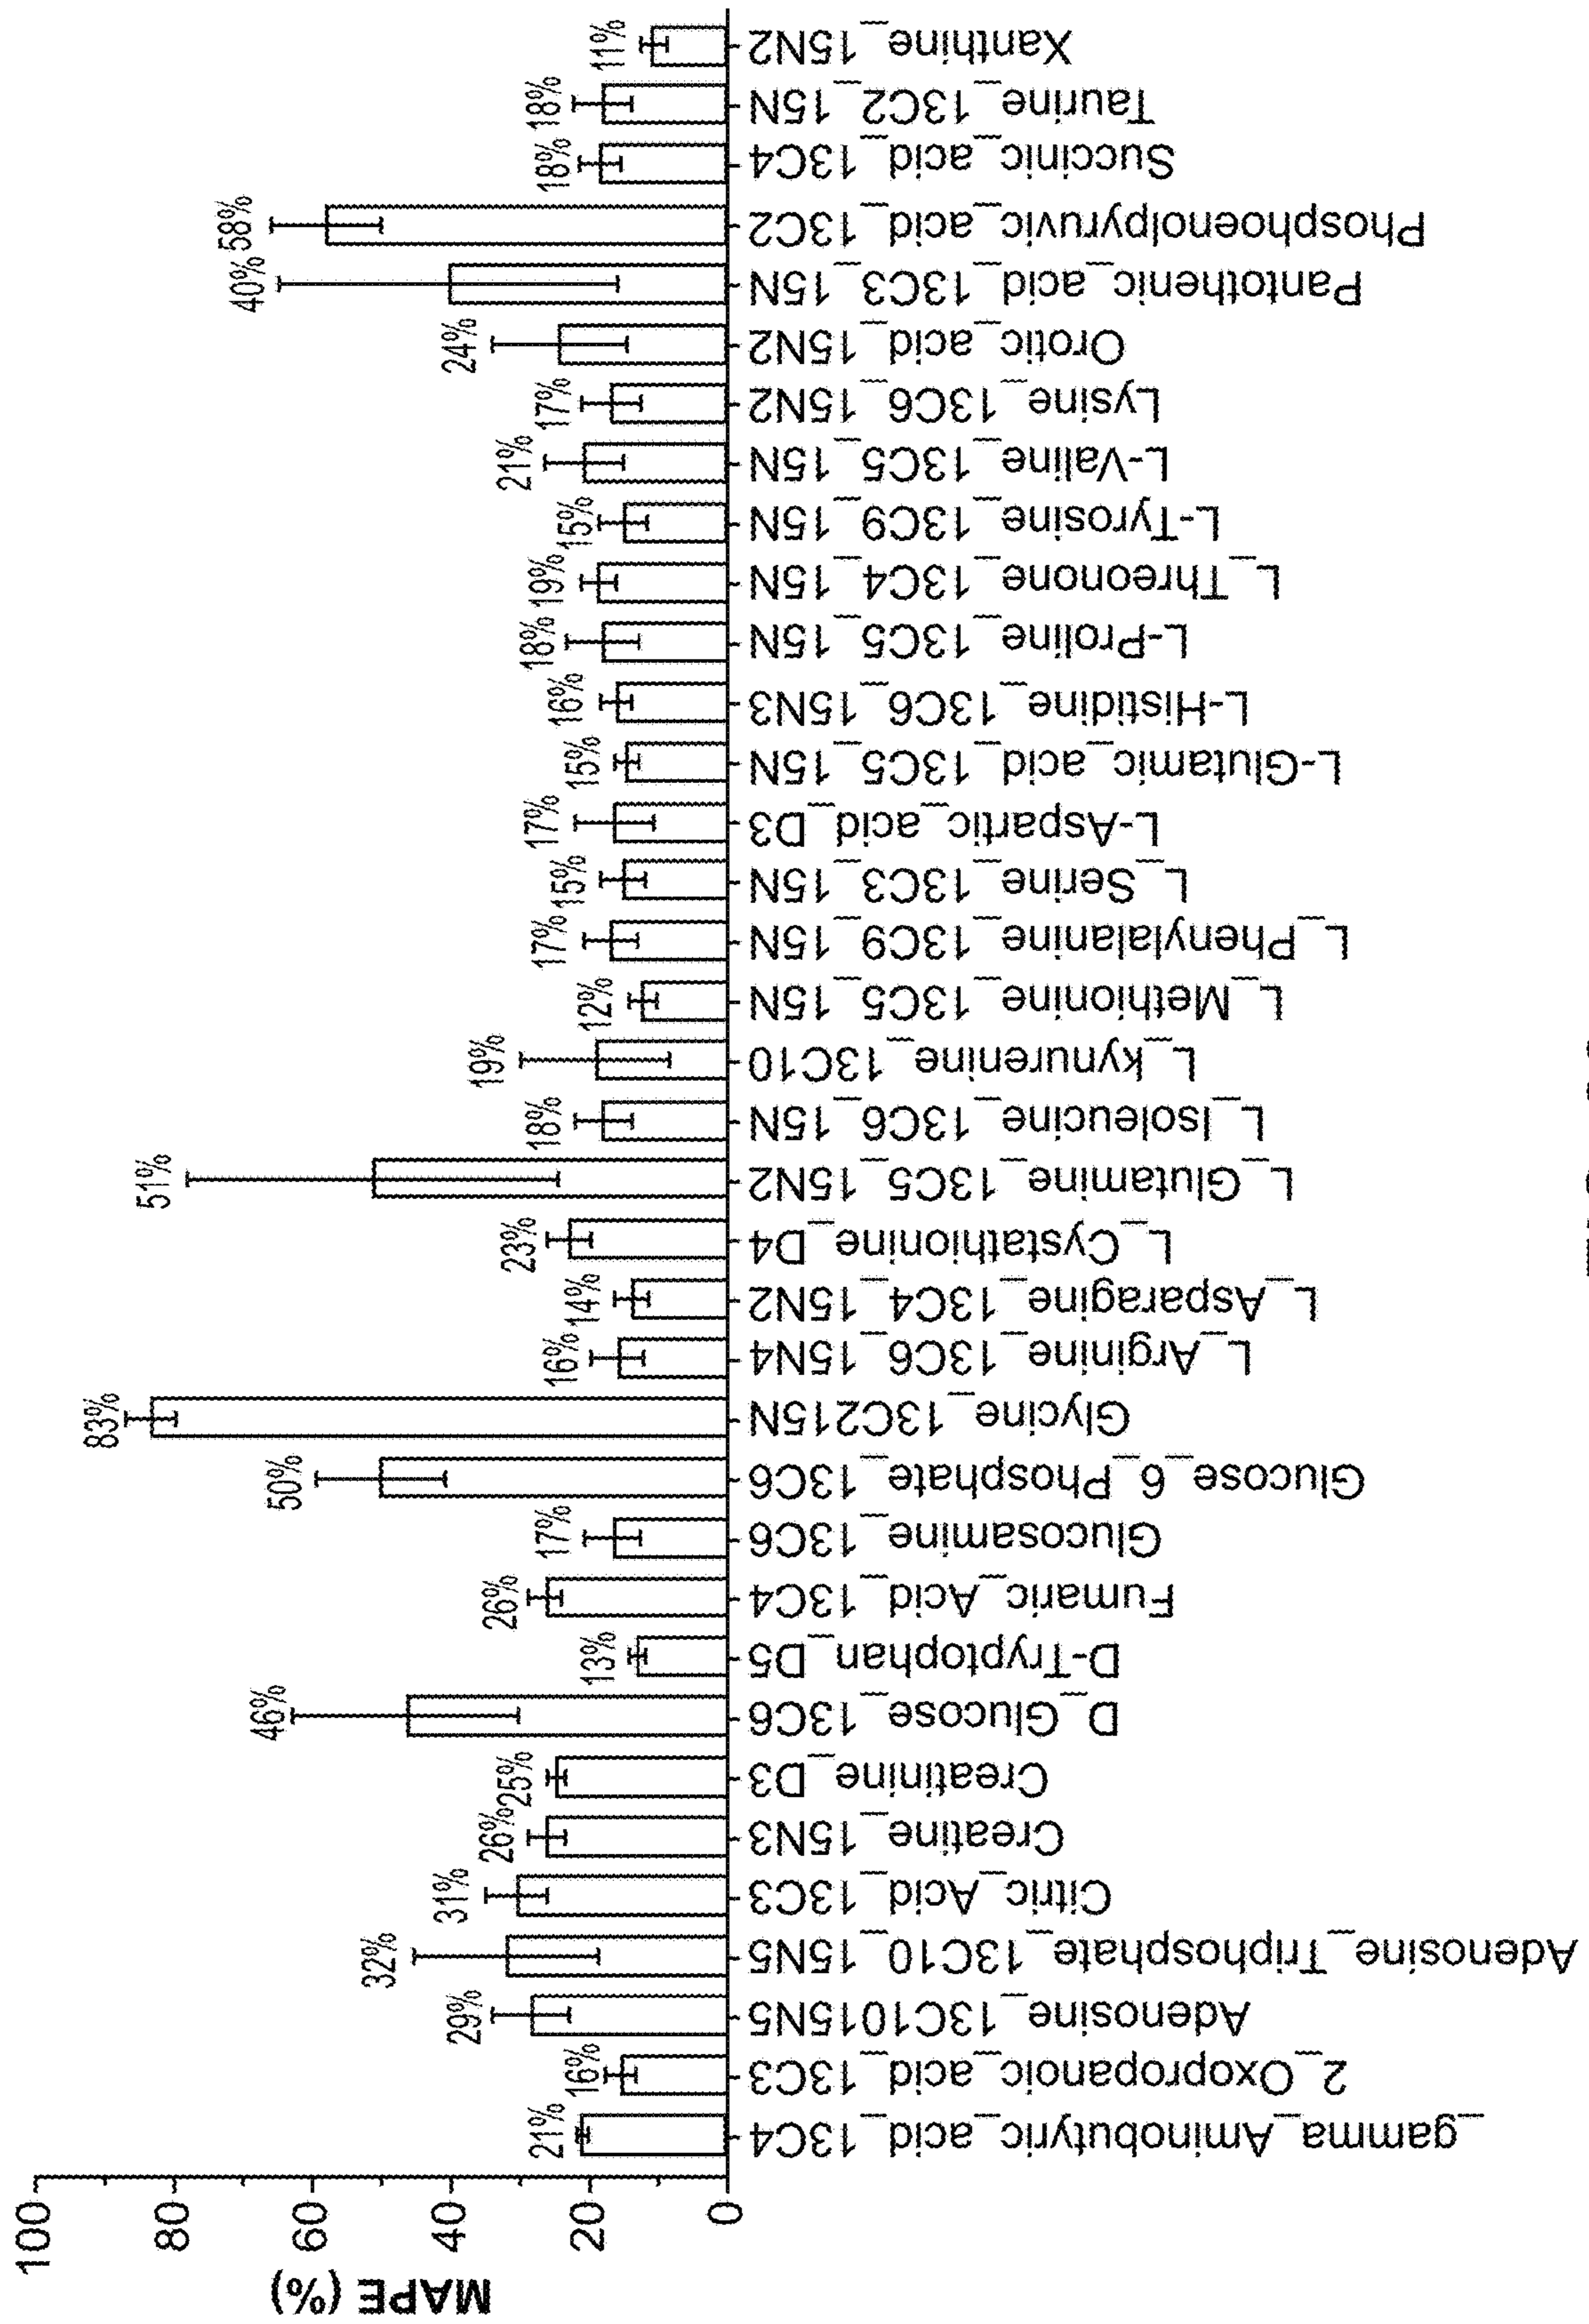 MAPE (%)
100
80
60
40
20
0
21%
16%
29%
32%
31%
26%
25%
46%
13%
26%
17%
50%
83%
16%
14%
23%
51%
18%
19%
12%
17%
15%
17%
15%
16%
18%
19%
15%
21%
17%
24%
40%
58%
18%
18%
11%
_gamma_Aminobutyric_acid_13C4
2_Oxopropanoic_acid_13C3
Adenosine_13C1015N5
Adenosine_Triphosphate_13C10_15N5
Citric_Acid_13C3
Creatine_15N3
Creatinine_D3
D_Glucose_13C6
D-Tryptophan_D5
Fumaric_Acid_13C4
Glucosamine_13C6
Glucose_6_Phosphate_13C6
Glycine_13C215N
L_Arginine_13C6_15N4
L_Asparagine_13C4_15N2
L_Cystathionine_D4
L_Glutamine_13C5_15N2
L_Isoleucine_13C6_15N
L_kynurenine_13C10
L_Methionine_13C5_15N
L_Phenylalanine_13C9_15N
L_Serine_13C3_15N
L-Aspartic_acid_D3
L-Glutamic_acid_13C5_15N
L-Histidine_13C6_15N3
L-Proline_13C5_15N
L_Threonone_13C4_15N
L-Tyrosine_13C9_15N
L-Valine_13C5_15N
Lysine_13C6_15N2
Orotic_acid_15N2
Pantothenic_acid_13C3_15N
Phosphoenolpyruvic_acid_13C2
Succinic_acid_13C4
Taurine_13C2_15N
Xanthine_15N2